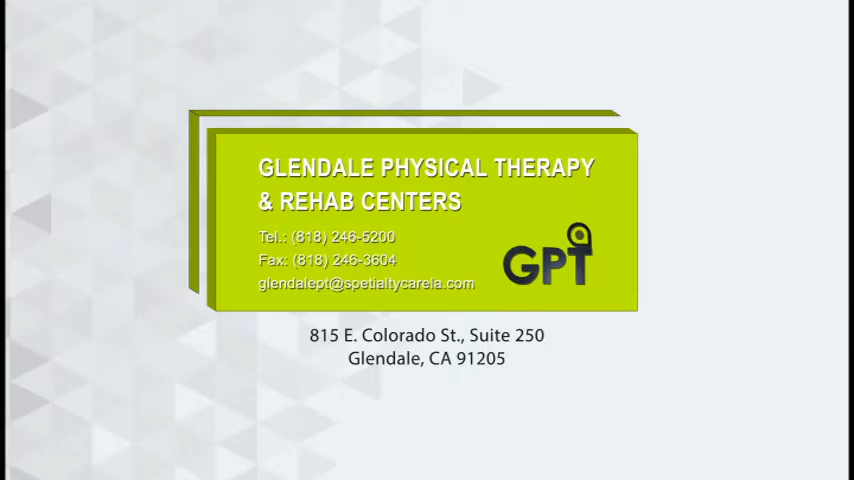 GLENDALE PHYSICAL THERAPY
& REHAB CENTERS
Tel.: (818) 246-5200
Fax: (818) 246-3604
glendalept@spetialtycarela.com
GPT
815 E. Colorado St., Suite 250
Glendale, CA 91205